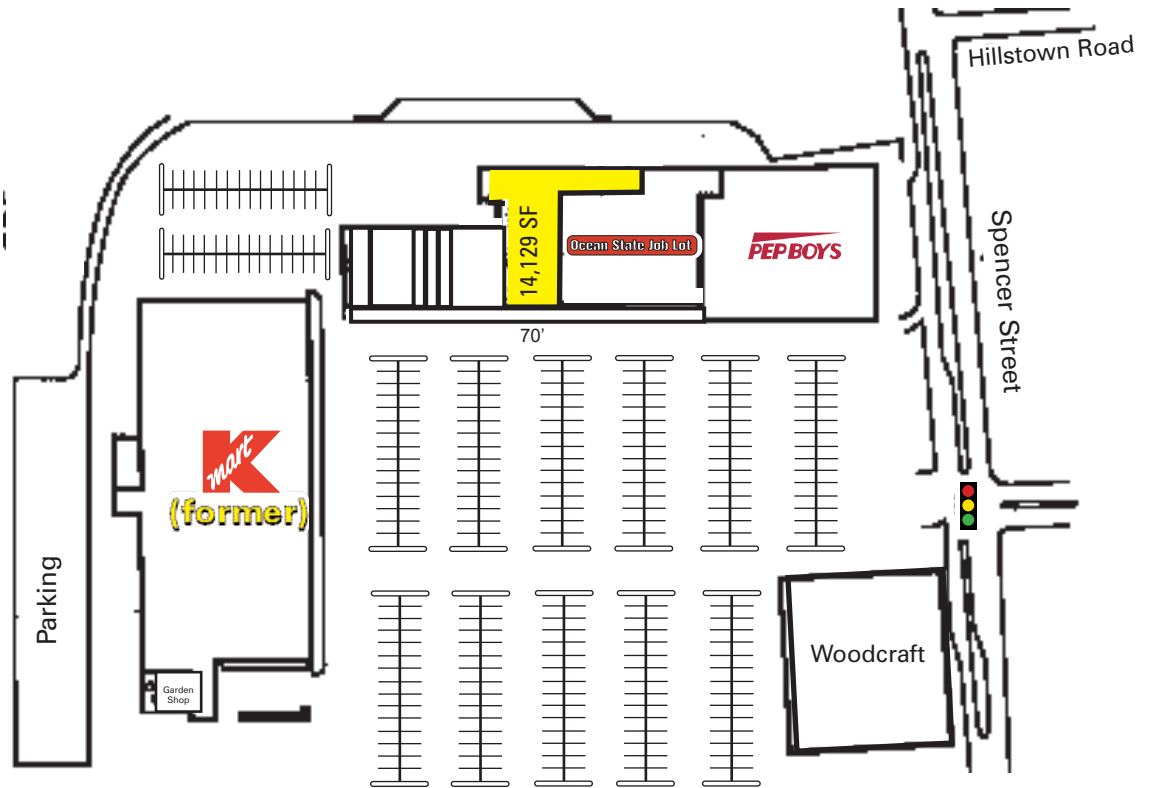 Hillstown Road
14,129 SF
Ocean State Job Lot
PEP BOYS
Spencer Street
70’
K
mart
(former)
Parking
Woodcraft
Garden
Shop